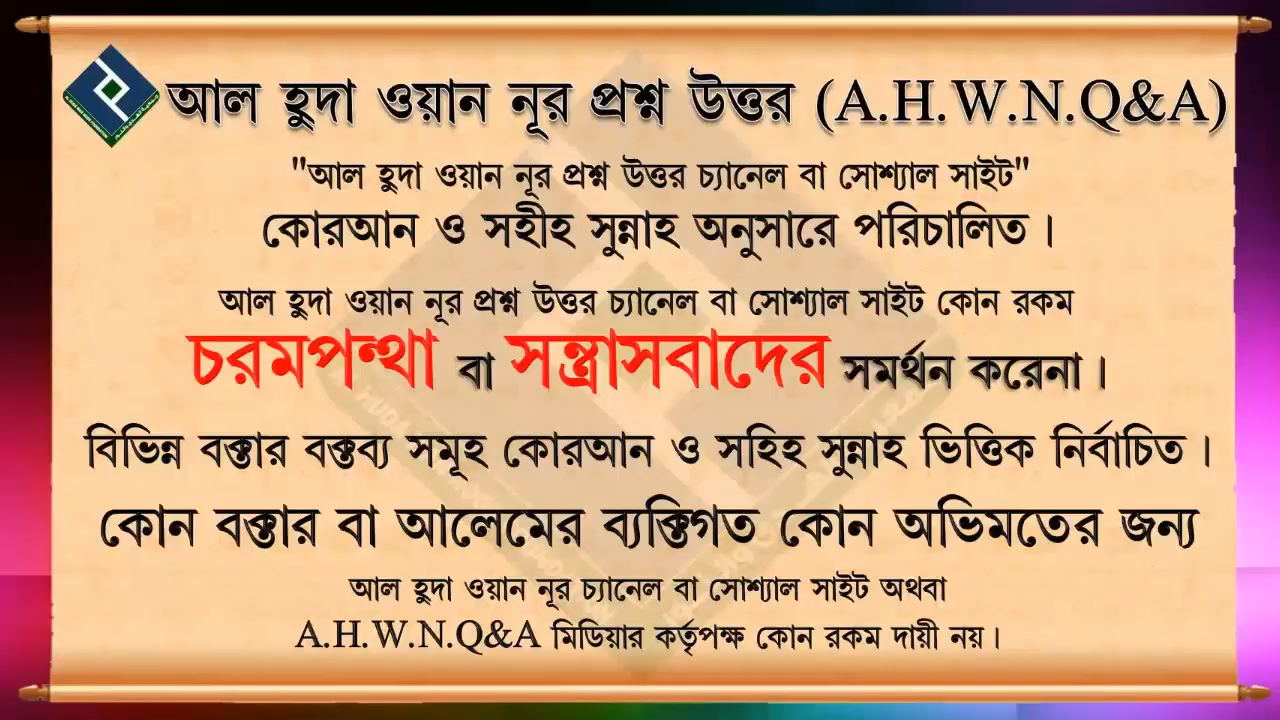 আল হুদা ওয়ান নূর প্রশ্ন উত্তর (A.H.W.N.Q&A)
"আল হুদা ওয়ান নূর প্রশ্ন উত্তর চ্যানেল বা সোশ্যাল সাইট"
কোরআন ও সহীহ সুন্নাহ অনুসারে পরিচালিত।
আল হুদা ওয়ান নূর প্রশ্ন উত্তর চ্যানেল বা সোশ্যাল সাইট কোন রকম
চরমপন্থা বা সন্ত্রাসবাদের সমর্থন করেনা।
বিভিন্ন বক্তার বক্তব্য সমূহ কোরআন ও সহিহ সুন্নাহ ভিত্তিক নির্বাচিত।
কোন বক্তার বা আলেমের ব্যক্তিগত কোন অভিমতের জন্য
আল হুদা ওয়ান নূর চ্যানেল বা সোশ্যাল সাইট অথবা
A.H.W.N.Q&A মিডিয়ার কর্তৃপক্ষ কোন রকম দায়ী নয়।